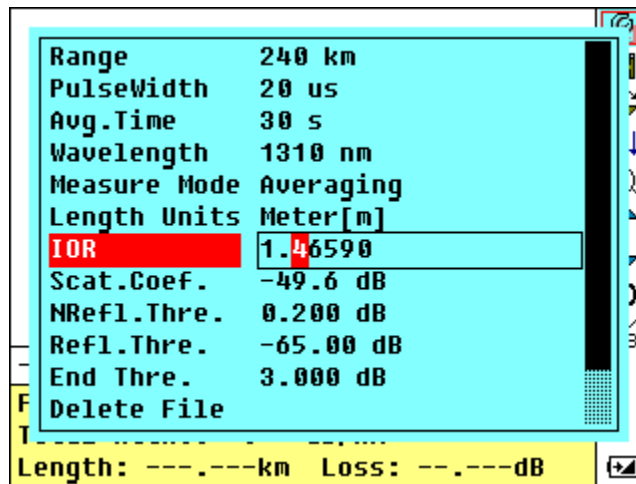 Range 240 km
PulseWidth 20 us
Avg.Time 30 s
Wavelength 1310 nm
Measure Mode Averaging
Length Units Meter[m]
IOR 1.46590
Scat.Coef. -49.6 dB
NRefl.Thre. 0.200 dB
Refl.Thre. -65.00 dB
End Thre. 3.000 dB
Delete File
Length: ---.---km Loss: --.---dB